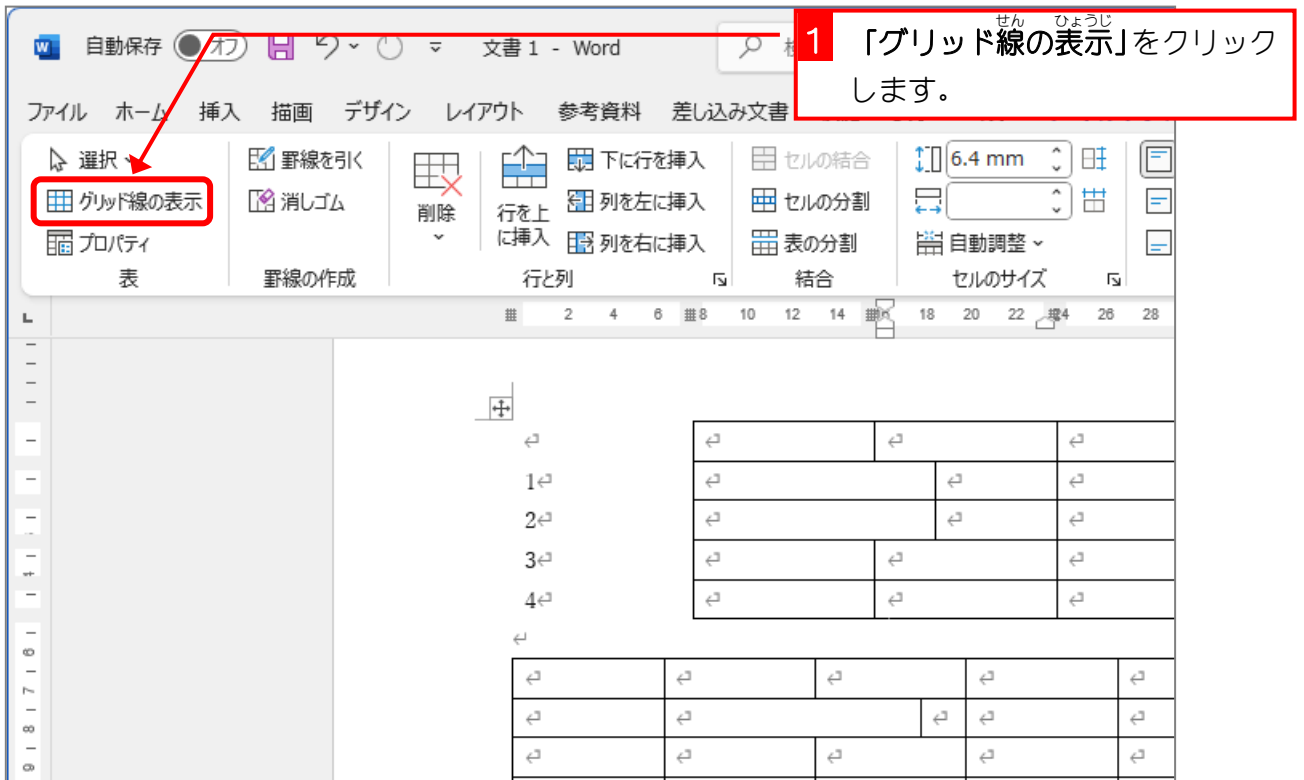 自動保存 オフ 文書 1 - Word
1 「グリッド線の表示」をクリック
せん ひょうじ
します。
ファイル ホーム 挿入 描画 デザイン レイアウト 参考資料 差し込み文書
選択 罫線を引く 下に行を挿入 セルの結合 6.4 mm
グリッド線の表示 消しゴム 削除 行を上に挿入 列を左に挿入 セルの分割
プロパティ 列を右に挿入 表の分割 自動調整
表 罫線の作成 行と列 結合 セルのサイズ
2 4 6 8 10 12 14 16 18 20 22 24 26 28
1
2
3
4
6
7
8
9